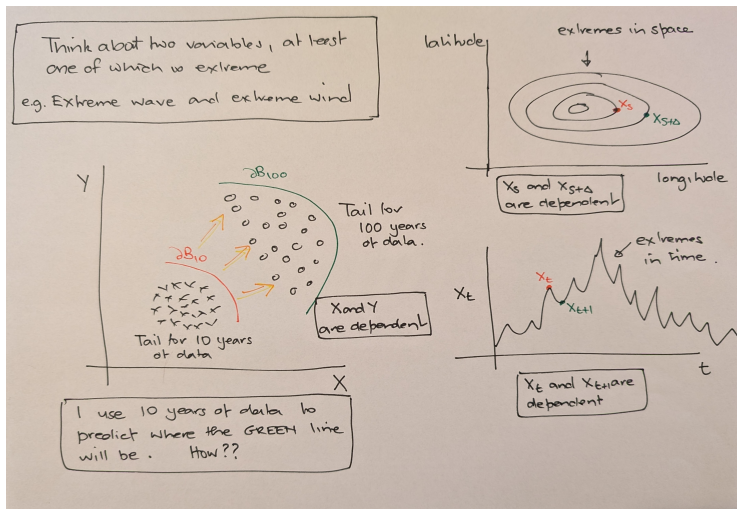 Think about two variables, at least
one of which is extreme
e.g. Extreme wave and extreme wind
Y
∂B100
Tail for
100 years
of data.
∂B10
Tail for 10 years
of data
X and Y
are dependent
X
I use 10 years of data to
predict where the GREEN line
will be. How??
extremes in space
latitude
Xs
Xs+Δ
longitude
Xs and Xs+Δ
are dependent
extremes
in time.
Xt
Xt
Xt+1
t
Xt and Xt+1 are
dependent